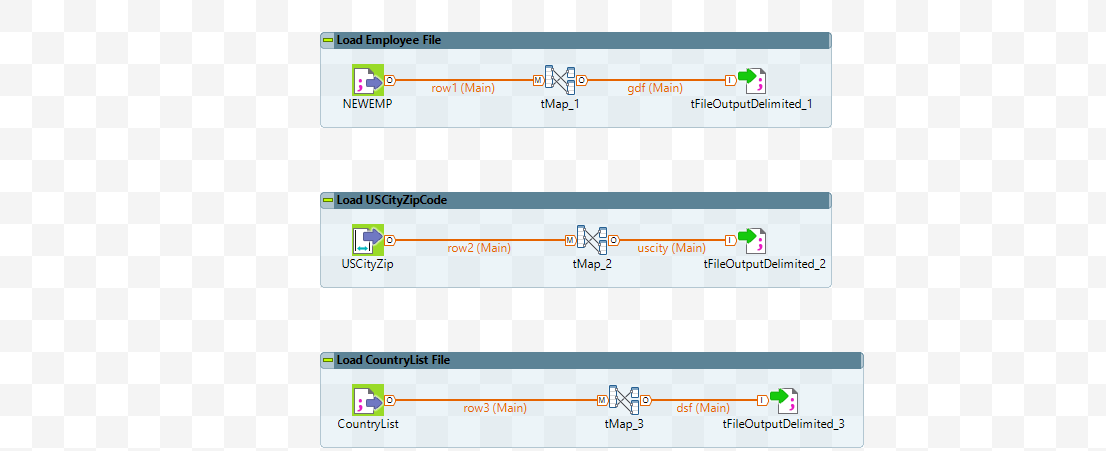 Load Employee File
O row1 (Main) M O gdf (Main) I
NEWEMP tMap_1 tFileOutputDelimited_1
Load USCityZipCode
O row2 (Main) M O uscity (Main) I
USCityZip tMap_2 tFileOutputDelimited_2
Load CountryList File
O row3 (Main) M O dsf (Main) I
CountryList tMap_3 tFileOutputDelimited_3